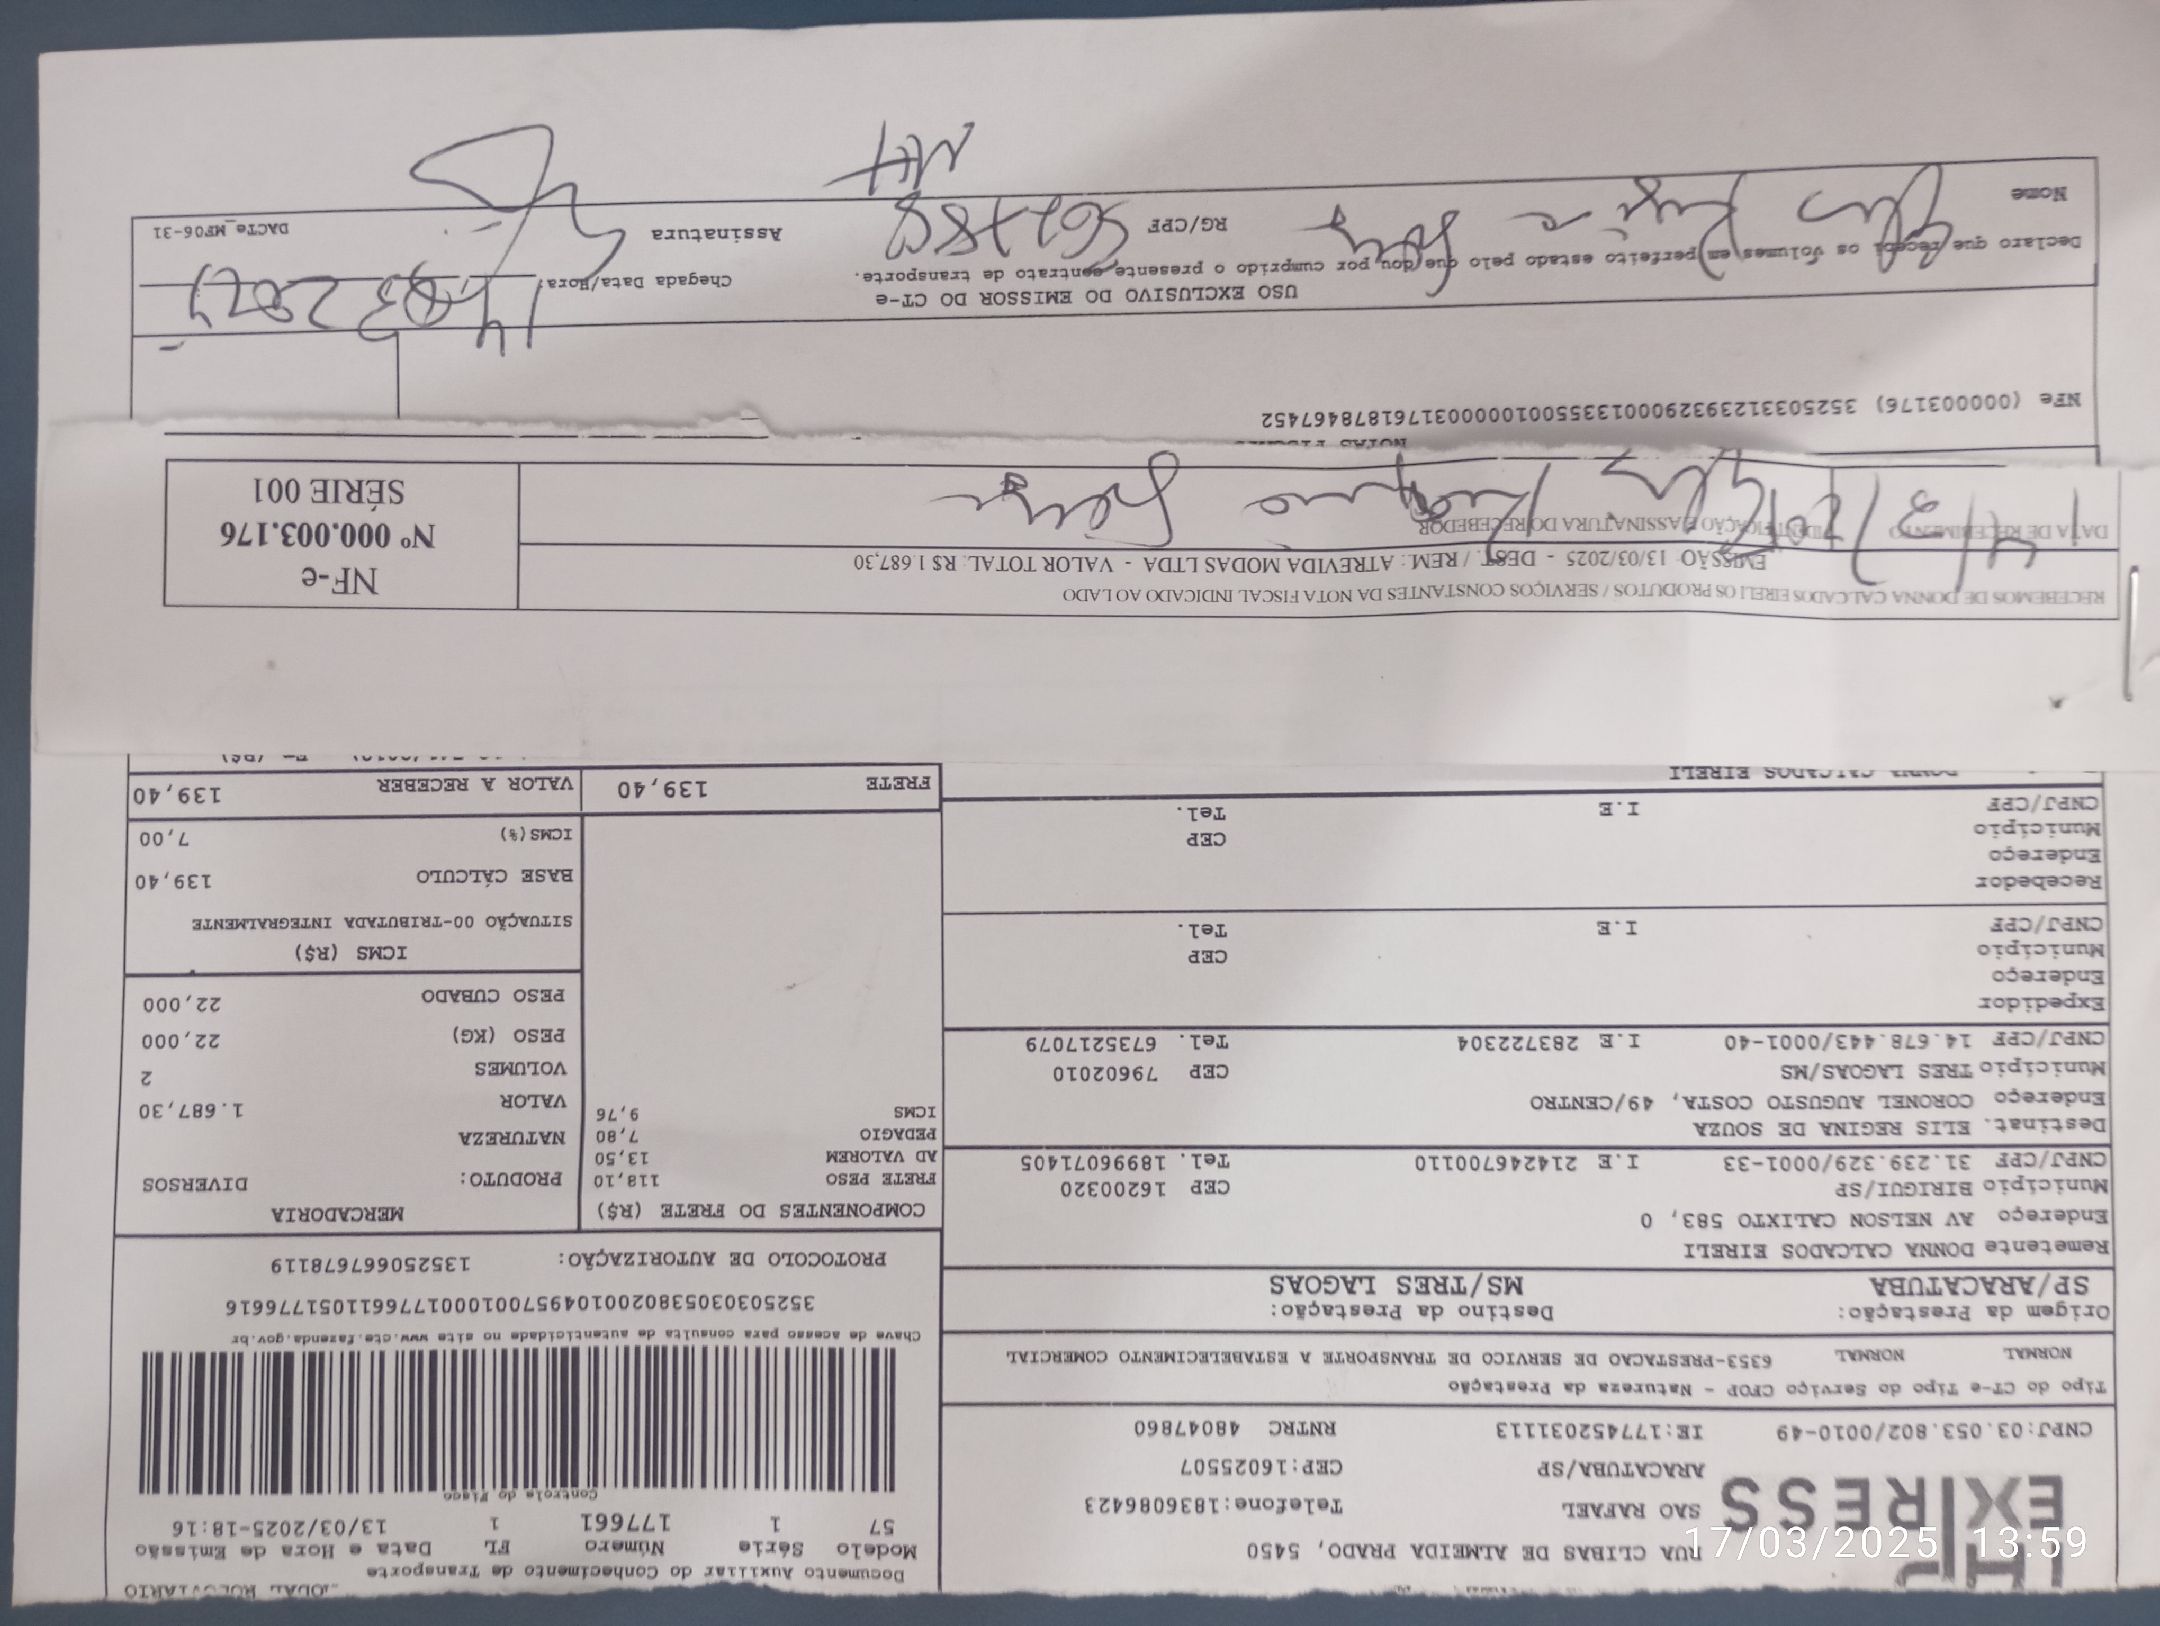 Documento Auxiliar do Conhecimento de Transporte
Modelo Série Número FL Data e Hora de Emissão
57 1 177661 1 13/03/2025-18:16
Controle do Fisco
Chave de acesso para consulta de autenticidade no site www.cte.fazenda.gov.br
35250303053802001049570010001776611051776616
PROTOCOLO DE AUTORIZAÇÃO: 135250667678119
EXPRESS
RUA CLIBAS DE ALMEIDA PRADO, 5450
SAO RAFAEL Telefone:1836086423
ARACATUBA/SP CEP:16025507
CNPJ:03.053.802/0010-49 IE:177452031113 RNTRC 48047860
Tipo do CT-e Tipo do Serviço CFOP - Natureza da Prestação
NORMAL NORMAL 6353-PRESTACAO DE SERVICO DE TRANSPORTE A ESTABELECIMENTO COMERCIAL
Origem da Prestação: Destino da Prestação:
SP/ARACATUBA MS/TRES LAGOAS
Remetente DONNA CALCADOS EIRELI
Endereço AV NELSON CALIXTO 583, 0
Município BIRIGUI/SP CEP 16200320
CNPJ/CPF 31.239.329/0001-33 I.E 214246700110 Tel. 1896071405
Destinat. ELIS REGINA DE SOUZA
Endereço CORONEL AUGUSTO COSTA, 49/CENTRO
Município TRES LAGOAS/MS CEP 79602010
CNPJ/CPF 14.678.443/0001-40 I.E 283722304 Tel. 6735217079
Expedidor
Endereço
Município CEP
CNPJ/CPF I.E Tel.
Recebedor
Endereço
Município CEP
CNPJ/CPF I.E Tel.
DONNA CALCADOS EIRELI
COMPONENTES DO FRETE (R$)
FRETE PESO 118,10
AD VALOREM 13,50
PEDAGIO 7,80
ICMS 9,76
FRETE 139,40
MERCADORIA
PRODUTO: DIVERSOS
NATUREZA
VALOR 1.687,30
VOLUMES 2
PESO (KG) 22,000
PESO CUBADO 22,000
ICMS (R$)
SITUAÇÃO 00-TRIBUTADA INTEGRALMENTE
BASE CÁLCULO 139,40
ICMS(%) 7,00
VALOR A RECEBER 139,40
RECEBEMOS DE DONNA CALCADOS EIRELI OS PRODUTOS / SERVIÇOS CONSTANTES DA NOTA FISCAL INDICADO AO LADO
EMISSÃO: 13/03/2025 - DEST. / REM.: ATREVIDA MODAS LTDA - VALOR TOTAL: R$ 1.687,30
DATA DE RECEBIMENTO IDENTIFICAÇÃO E ASSINATURA DO RECEBEDOR
NF-e
Nº 000.003.176
SÉRIE 001
NFe (000003176) 35250331239329000133550010000031761878467452
USO EXCLUSIVO DO EMISSOR DO CT-e
Declaro que recebi os volumes em perfeito estado pelo que dou por cumprido o presente contrato de transporte.
Chegada Data/Hora: 14 03 202
Nome RG/CPF Assinatura
DACTe_MF06-31
17/03/2025 13:59